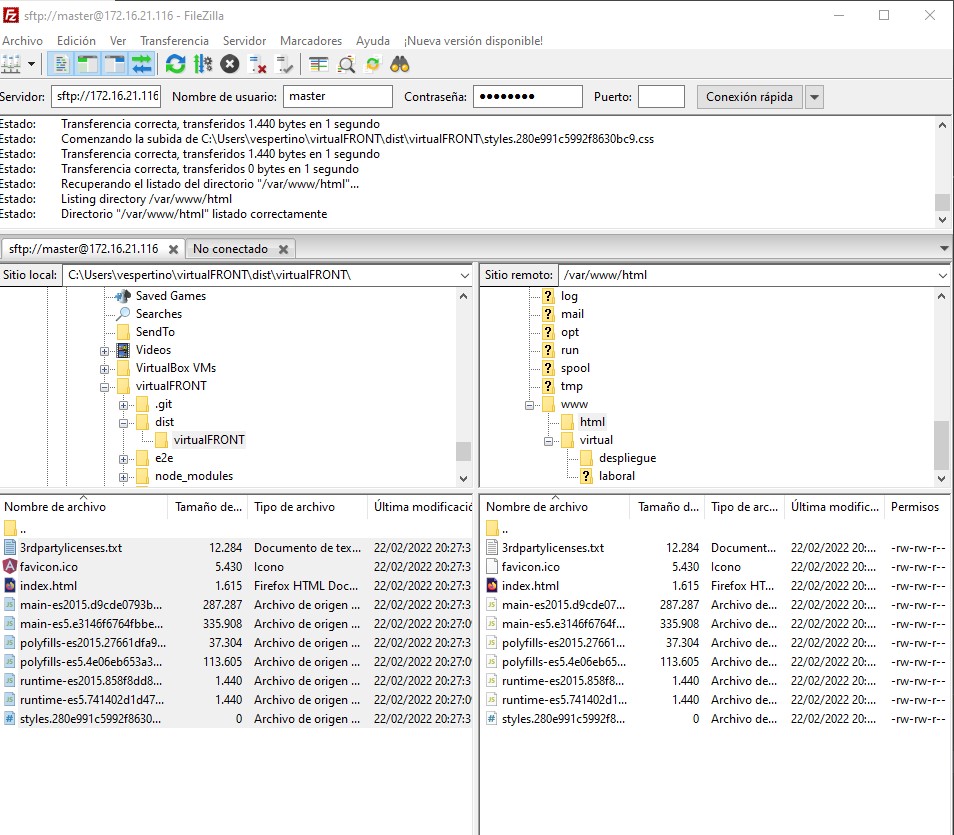 sftp://master@172.16.21.116 - FileZilla
Archivo Edición Ver Transferencia Servidor Marcadores Ayuda ¡Nueva versión disponible!
Servidor: sftp://172.16.21.116 Nombre de usuario: master Contraseña: ●●●●●●●● Puerto: Conexión rápida
Estado: Transferencia correcta, transferidos 1.440 bytes en 1 segundo
Estado: Comenzando la subida de C:\Users\vespertino\virtualFRONT\dist\virtualFRONT\styles.280e991c5992f8630bc9.css
Estado: Transferencia correcta, transferidos 1.440 bytes en 1 segundo
Estado: Transferencia correcta, transferidos 0 bytes en 1 segundo
Estado: Recuperando el listado del directorio "/var/www/html"...
Estado: Listing directory /var/www/html
Estado: Directorio "/var/www/html" listado correctamente
sftp://master@172.16.21.116 No conectado
Sitio local: C:\Users\vespertino\virtualFRONT\dist\virtualFRONT\
Saved Games
Searches
SendTo
Videos
VirtualBox VMs
virtualFRONT
.git
dist
virtualFRONT
e2e
node_modules
Sitio remoto: /var/www/html
log
mail
opt
run
spool
tmp
www
html
virtual
despliegue
laboral
Nombre de archivo Tamaño de... Tipo de archivo Última modificació
..
3rdpartylicenses.txt 12.284 Documento de tex... 22/02/2022 20:27:3
favicon.ico 5.430 Icono 22/02/2022 20:27:3
index.html 1.615 Firefox HTML Doc... 22/02/2022 20:27:3
main-es2015.d9cde0793b... 287.287 Archivo de origen ... 22/02/2022 20:27:3
main-es5.e3146f6764fbbe... 335.908 Archivo de origen ... 22/02/2022 20:27:0
polyfills-es2015.27661dfa9... 37.304 Archivo de origen ... 22/02/2022 20:27:3
polyfills-es5.4e06eb653a3... 113.605 Archivo de origen ... 22/02/2022 20:27:0
runtime-es2015.858f8dd8... 1.440 Archivo de origen ... 22/02/2022 20:27:3
runtime-es5.741402d1d47... 1.440 Archivo de origen ... 22/02/2022 20:27:0
styles.280e991c5992f8630... 0 Archivo de origen ... 22/02/2022 20:27:3
Nombre de archivo Tamaño d... Tipo de arc... Última modific... Permisos
..
3rdpartylicenses.txt 12.284 Document... 22/02/2022 20:... -rw-rw-r--
favicon.ico 5.430 Icono 22/02/2022 20:... -rw-rw-r--
index.html 1.615 Firefox HT... 22/02/2022 20:... -rw-rw-r--
main-es2015.d9cde07... 287.287 Archivo de... 22/02/2022 20:... -rw-rw-r--
main-es5.e3146f6764... 335.908 Archivo de... 22/02/2022 20:... -rw-rw-r--
polyfills-es2015.27661... 37.304 Archivo de... 22/02/2022 20:... -rw-rw-r--
polyfills-es5.4e06eb65... 113.605 Archivo de... 22/02/2022 20:... -rw-rw-r--
runtime-es2015.858f8... 1.440 Archivo de... 22/02/2022 20:... -rw-rw-r--
runtime-es5.741402d1... 1.440 Archivo de... 22/02/2022 20:... -rw-rw-r--
styles.280e991c5992f8... 0 Archivo de... 22/02/2022 20:... -rw-rw-r--